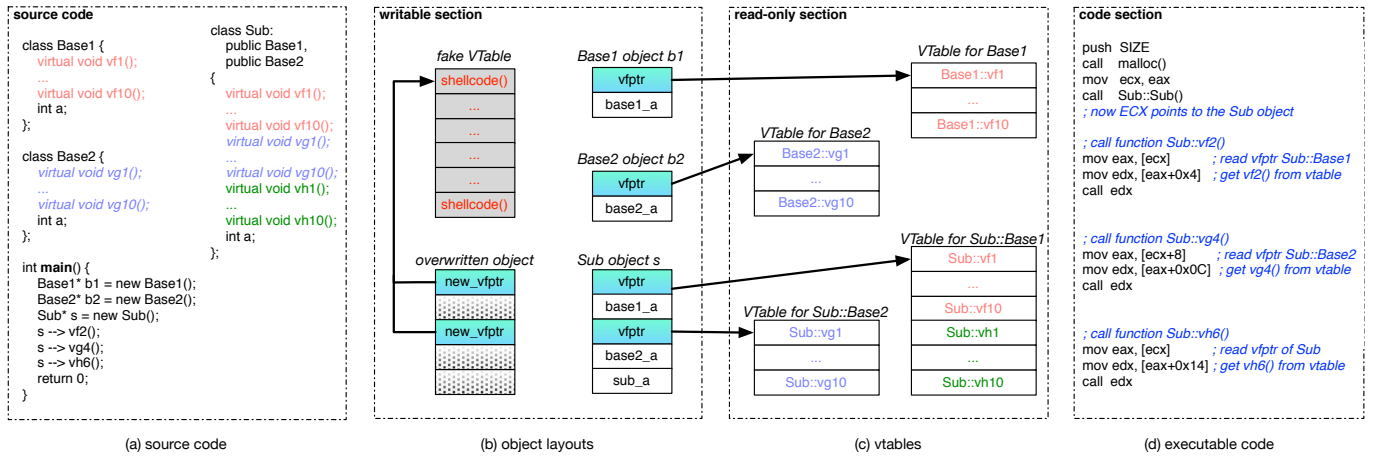 source code
class Base1 {
virtual void vf1();
...
virtual void vf10();
int a;
};
class Base2 {
virtual void vg1();
...
virtual void vg10();
int a;
};
int main() {
Base1* b1 = new Base1();
Base2* b2 = new Base2();
Sub* s = new Sub();
s --> vf2();
s --> vg4();
s --> vh6();
return 0;
}
class Sub:
public Base1,
public Base2
{
virtual void vf1();
...
virtual void vf10();
virtual void vg1();
...
virtual void vg10();
virtual void vh1();
...
virtual void vh10();
int a;
};
(a) source code
writable section
fake VTable
shellcode()
...
...
...
...
shellcode()
overwritten object
new_vfptr
new_vfptr
Base1 object b1
vfptr
base1_a
Base2 object b2
vfptr
base2_a
Sub object s
vfptr
base1_a
vfptr
base2_a
sub_a
(b) object layouts
read-only section
VTable for Base1
Base1::vf1
...
Base1::vf10
VTable for Base2
Base2::vg1
...
Base2::vg10
VTable for Sub::Base1
Sub::vf1
...
Sub::vf10
Sub::vh1
...
Sub::vh10
VTable for Sub::Base2
Sub::vg1
...
Sub::vg10
(c) vtables
code section
push SIZE
call malloc()
mov ecx, eax
call Sub::Sub()
; now ECX points to the Sub object
; call function Sub::vf2()
mov eax, [ecx] ; read vfptr Sub::Base1
mov edx, [eax+0x4] ; get vf2() from vtable
call edx
; call function Sub::vg4()
mov eax, [ecx+8] ; read vfptr Sub::Base2
mov edx, [eax+0x0C] ; get vg4() from vtable
call edx
; call function Sub::vh6()
mov eax, [ecx] ; read vfptr of Sub
mov edx, [eax+0x14] ; get vh6() from vtable
call edx
(d) executable code